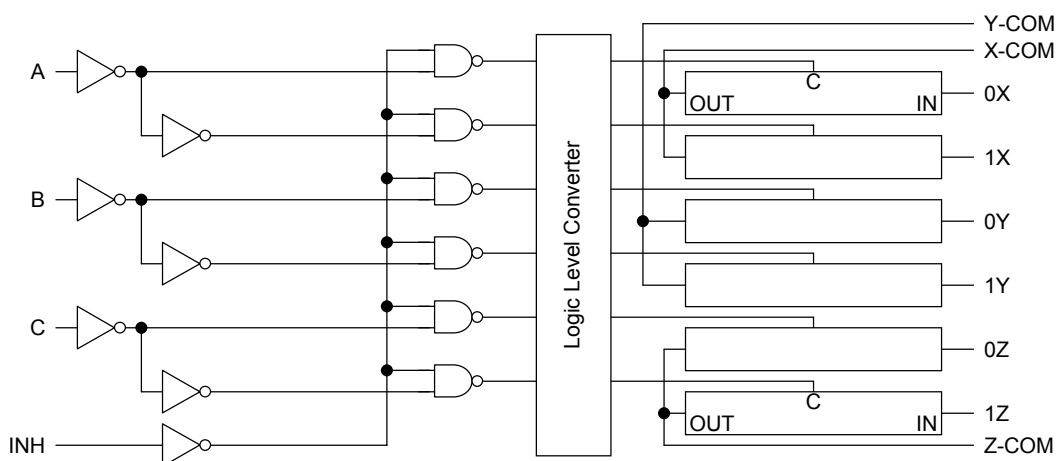 A
B
C
INH
Logic Level Converter
Y-COM
X-COM
C
OUT IN
0X
1X
0Y
1Y
0Z
C
OUT IN
1Z
Z-COM